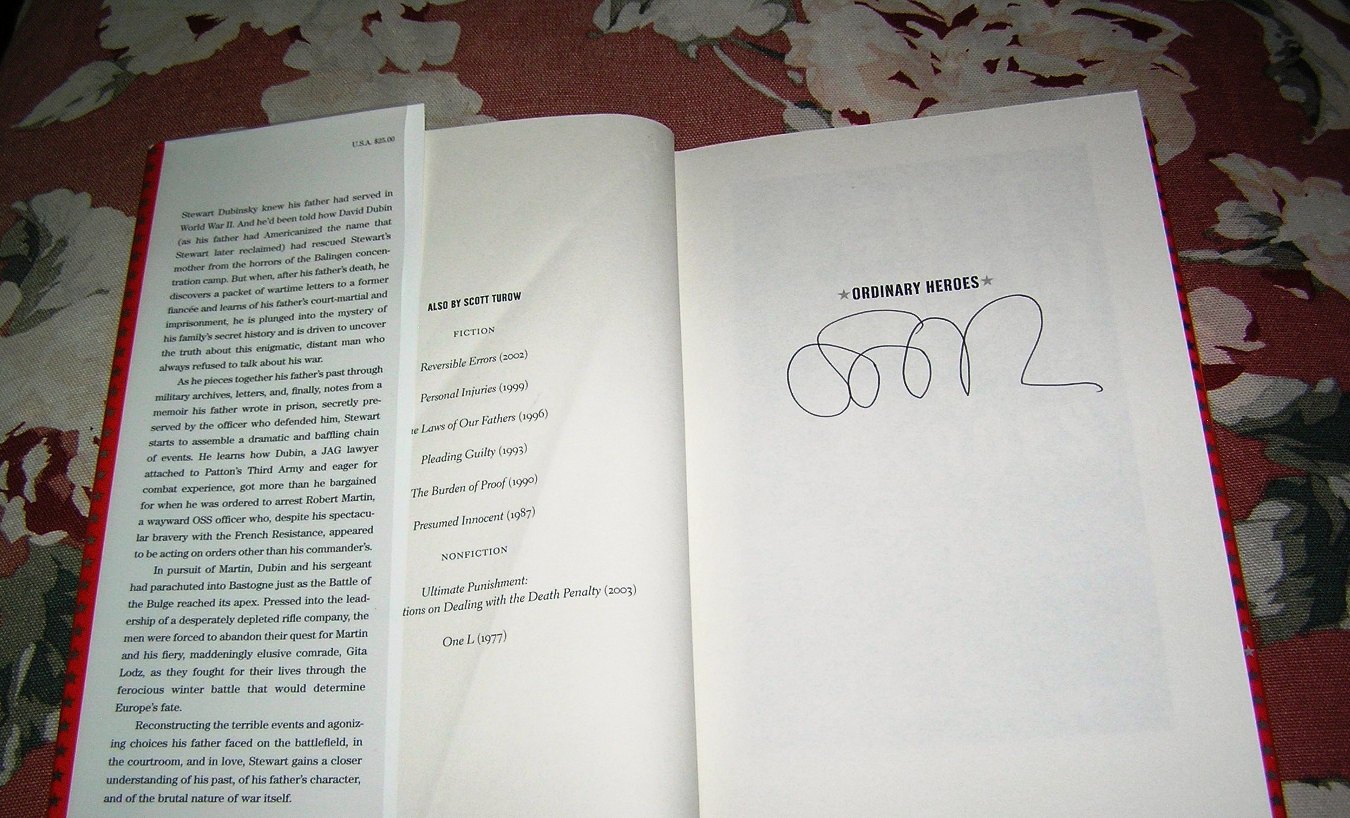 U.S.A. $25.00
Stewart Dubinsky knew his father had served in
World War II. And he'd been told how David Dubin
(as his father had Americanized the name that
Stewart later reclaimed) had rescued Stewart's
mother from the horrors of the Balingen concen-
tration camp. But when, after his father's death, he
discovers a packet of wartime letters to a former
fiancée and learns of his father's court-martial and
imprisonment, he is plunged into the mystery of
his family's secret history and is driven to uncover
the truth about this enigmatic, distant man who
always refused to talk about his war.
As he pieces together his father's past through
military archives, letters, and, finally, notes from a
memoir his father wrote in prison, secretly pre-
served by the officer who defended him, Stewart
starts to assemble a dramatic and baffling chain
of events. He learns how Dubin, a JAG lawyer
attached to Patton's Third Army and eager for
combat experience, got more than he bargained
for when he was ordered to arrest Robert Martin,
a wayward OSS officer who, despite his spectacu-
lar bravery with the French Resistance, appeared
to be acting on orders other than his commander's.
In pursuit of Martin, Dubin and his sergeant
had parachuted into Bastogne just as the Battle of
the Bulge reached its apex. Pressed into the lead-
ership of a desperately depleted rifle company, the
men were forced to abandon their quest for Martin
and his fiery, maddeningly elusive comrade, Gita
Lodz, as they fought for their lives through the
ferocious winter battle that would determine
Europe's fate.
Reconstructing the terrible events and agoniz-
ing choices his father faced on the battlefield, in
the courtroom, and in love, Stewart gains a closer
understanding of his past, of his father's character,
and of the brutal nature of war itself.
ALSO BY SCOTT TUROW
FICTION
Reversible Errors (2002)
Personal Injuries (1999)
e Laws of Our Fathers (1996)
Pleading Guilty (1993)
The Burden of Proof (1990)
Presumed Innocent (1987)
NONFICTION
Ultimate Punishment:
tions on Dealing with the Death Penalty (2003)
One L (1977)
★ORDINARY HEROES★